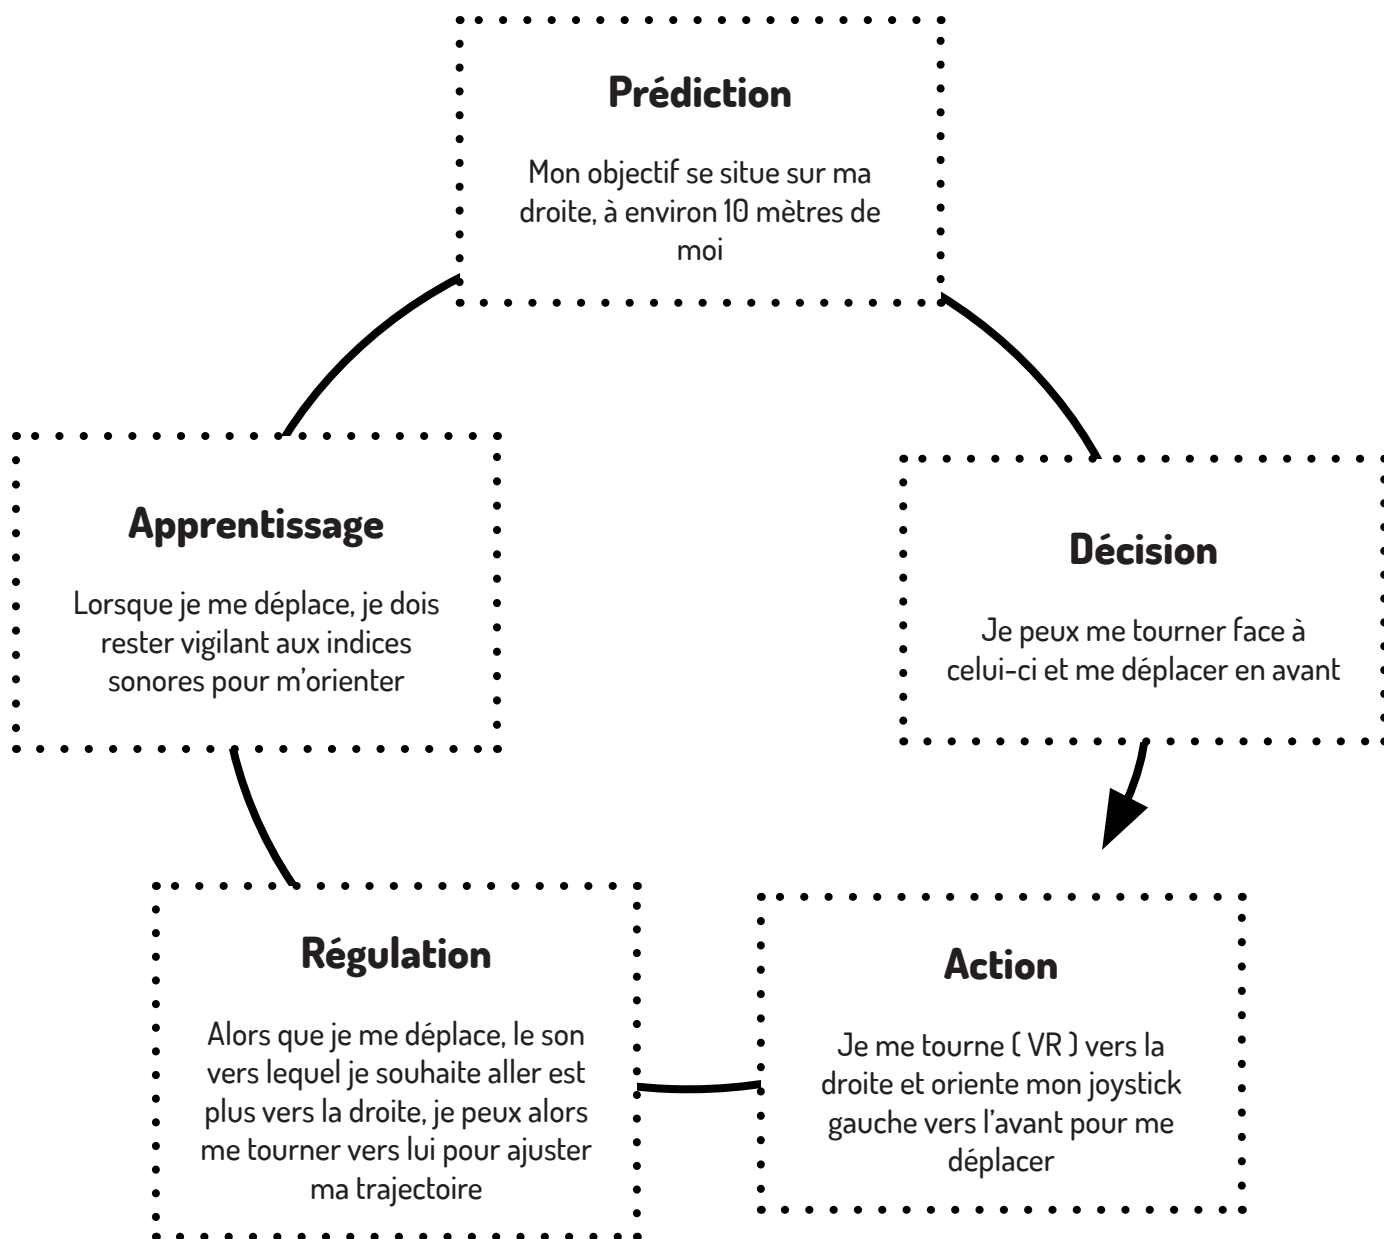 Prédiction
Mon objectif se situe sur ma
droite, à environ 10 mètres de
moi
Décision
Je peux me tourner face à
celui-ci et me déplacer en avant
Action
Je me tourne ( VR ) vers la
droite et oriente mon joystick
gauche vers l'avant pour me
déplacer
Régulation
Alors que je me déplace, le son
vers lequel je souhaite aller est
plus vers la droite, je peux alors
me tourner vers lui pour ajuster
ma trajectoire
Apprentissage
Lorsque je me déplace, je dois
rester vigilant aux indices
sonores pour m'orienter